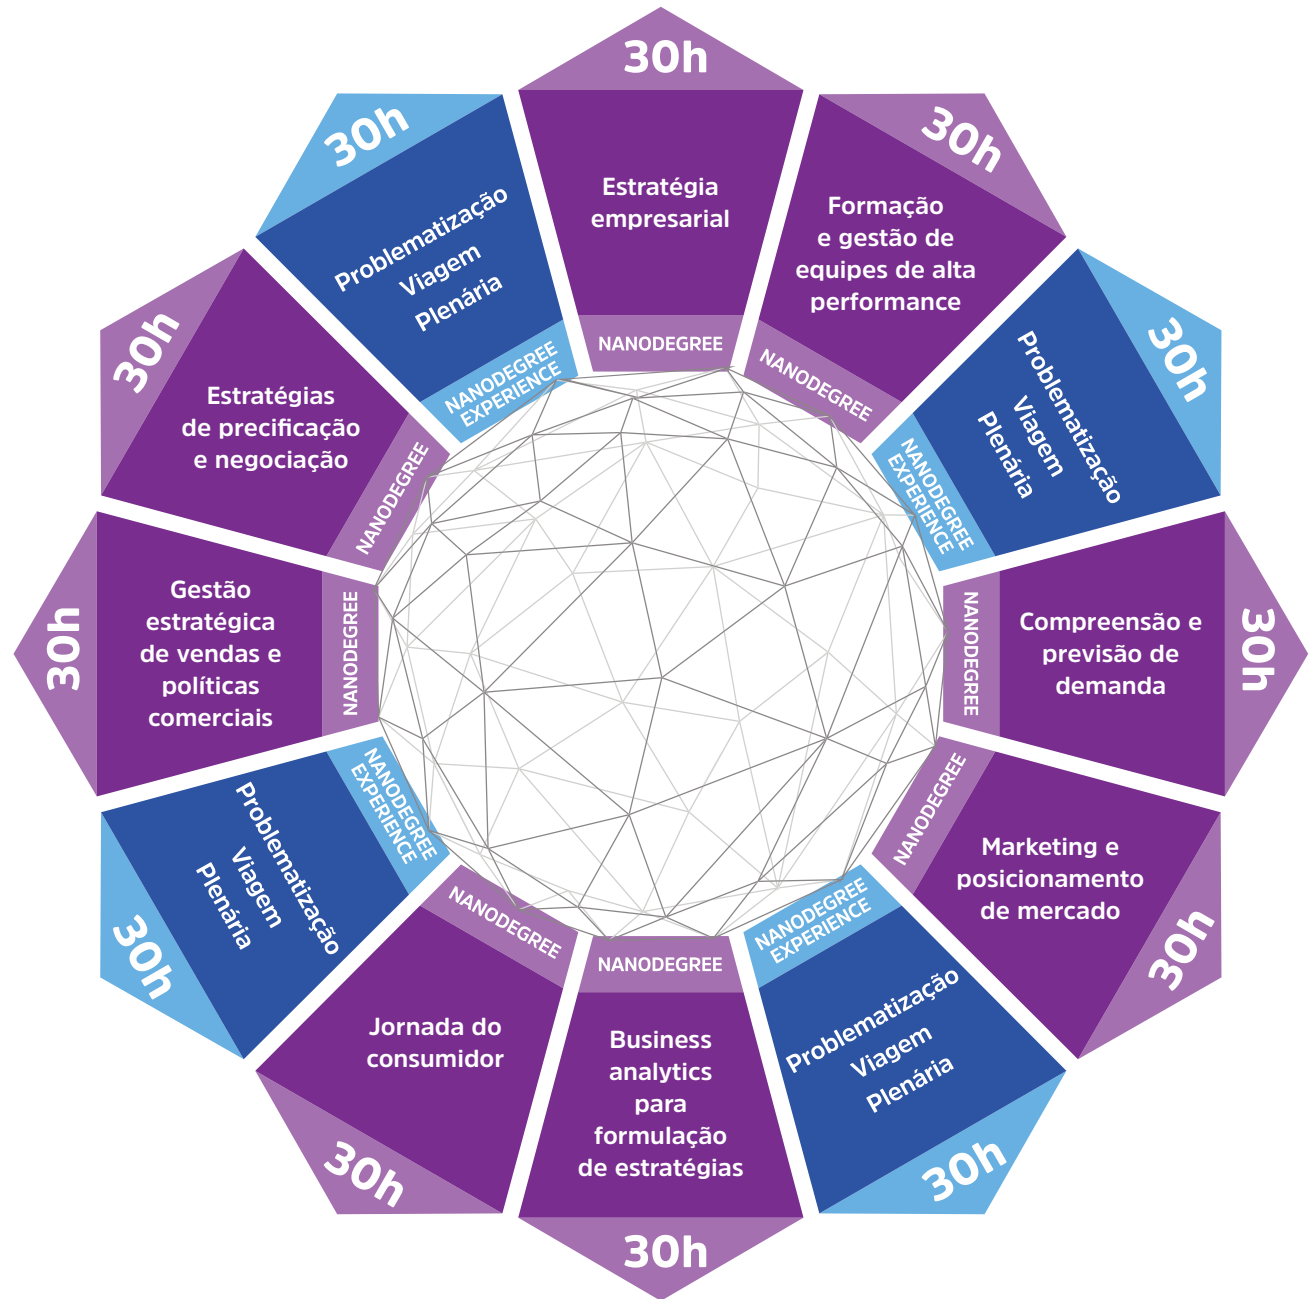 30h
Estratégia
empresarial
NANODEGREE
30h
Formação
e gestão de
equipes de alta
performance
NANODEGREE
30h
Problematização
Viagem
Plenária
NANODEGREE
EXPERIENCE
30h
Compreensão e
previsão de
demanda
NANODEGREE
30h
Marketing e
posicionamento
de mercado
NANODEGREE
30h
Problematização
Viagem
Plenária
NANODEGREE
EXPERIENCE
30h
Business
analytics
para
formulação
de estratégias
NANODEGREE
30h
Jornada do
consumidor
NANODEGREE
30h
Problematização
Viagem
Plenária
NANODEGREE
EXPERIENCE
30h
Gestão
estratégica
de vendas e
políticas
comerciais
NANODEGREE
30h
Estratégias
de precificação
e negociação
NANODEGREE
30h
Problematização
Viagem
Plenária
NANODEGREE
EXPERIENCE